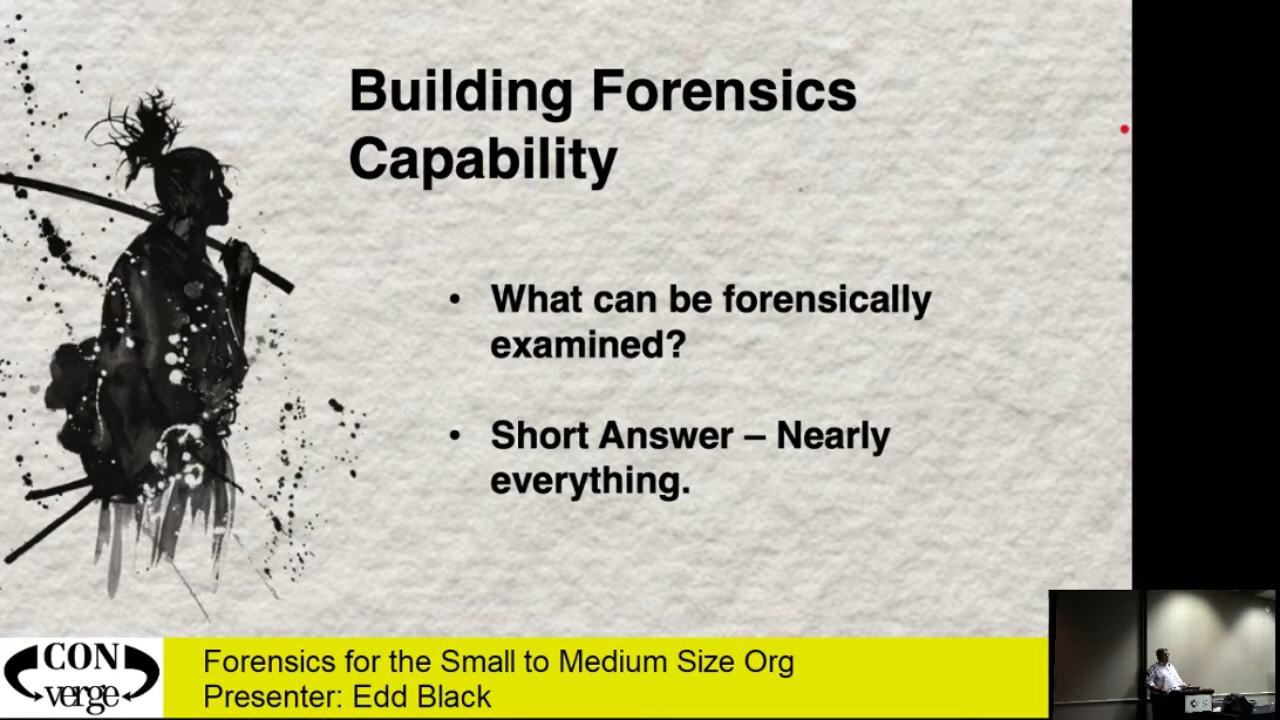 Building Forensics
Capability
• What can be forensically
examined?
• Short Answer – Nearly
everything.
CON
verge
Forensics for the Small to Medium Size Org
Presenter: Edd Black